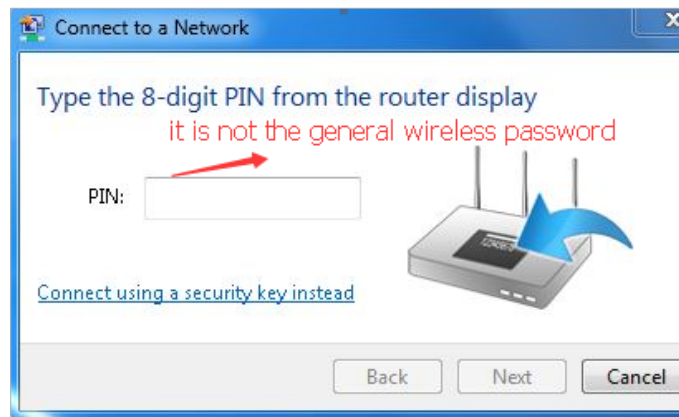 Connect to a Network
X
Type the 8-digit PIN from the router display
it is not the general wireless password
PIN:
12345678
Connect using a security key instead
Back Next Cancel